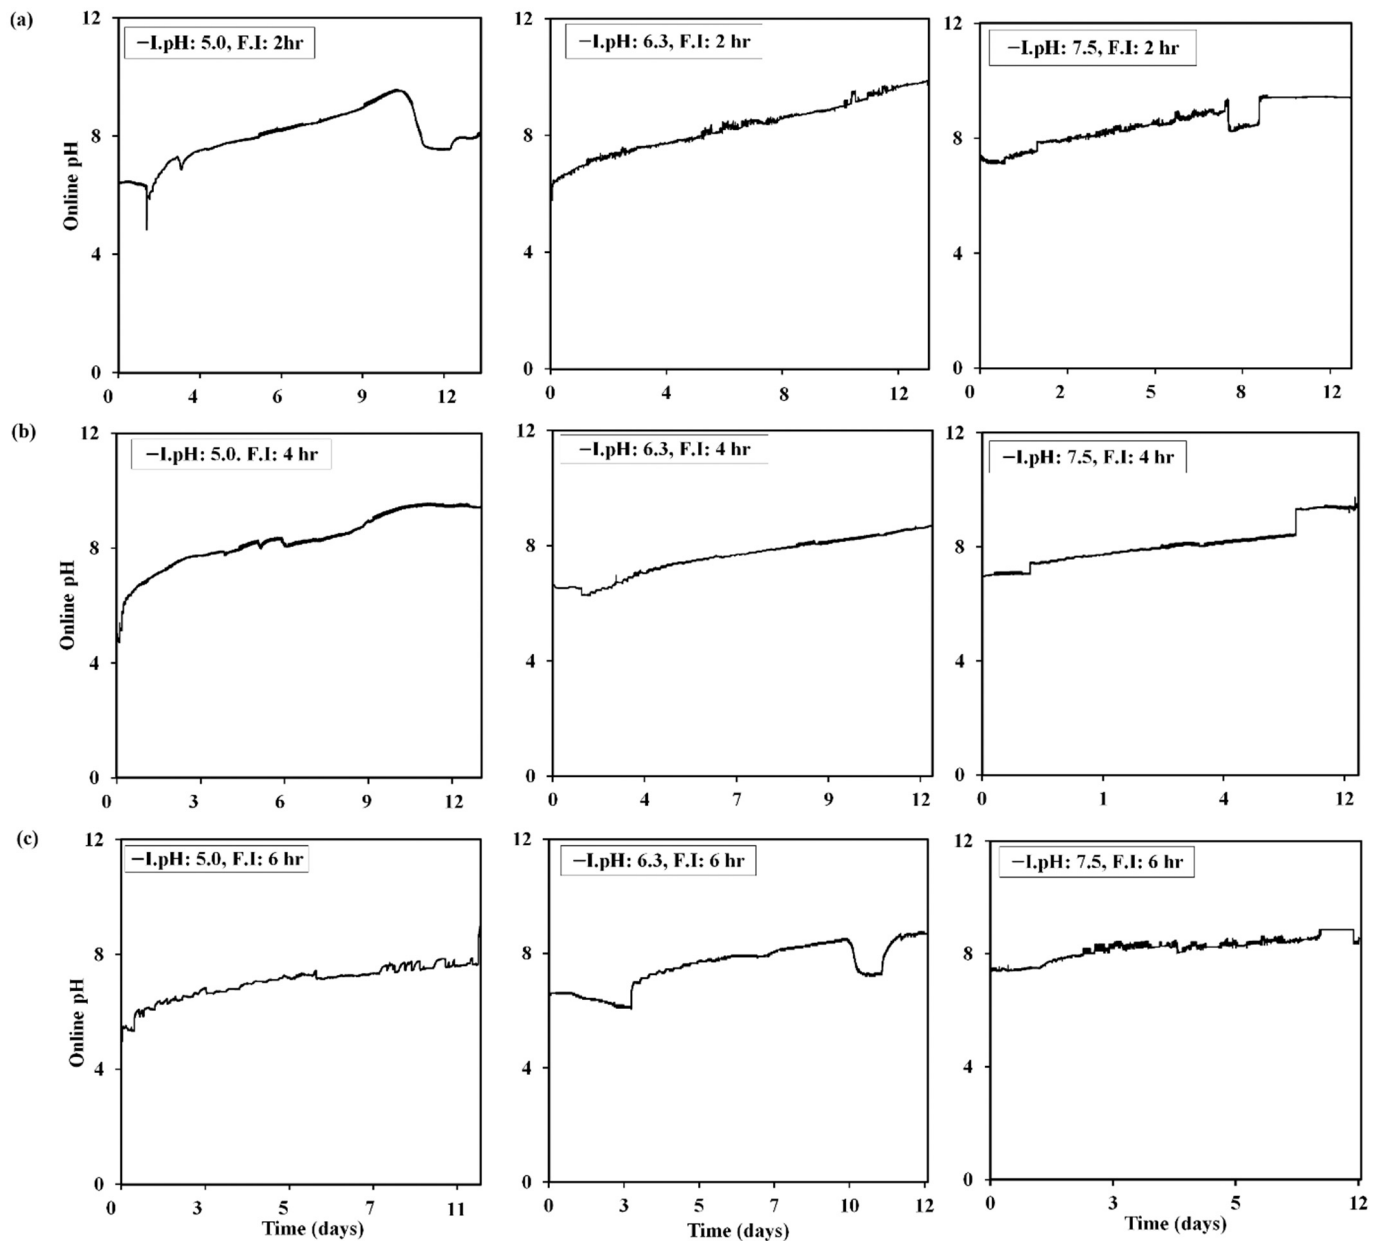 (a)
12
8
4
0
Online pH
−I.pH: 5.0, F.I: 2hr
0 3 6 9 12
12
8
4
0
−I.pH: 6.3, F.I: 2 hr
0 4 8 12
12
8
4
0
−I.pH: 7.5, F.I: 2 hr
0 2 5 8 12
(b)
12
8
4
0
Online pH
−I.pH: 5.0. F.I: 4 hr
0 3 6 9 12
12
8
4
0
−I.pH: 6.3, F.I: 4 hr
0 4 7 9 12
12
8
4
0
−I.pH: 7.5, F.I: 4 hr
0 1 4 12
(c)
12
8
4
0
Online pH
−I.pH: 5.0, F.I: 6 hr
0 3 5 7 11
Time (days)
12
8
4
0
−I.pH: 6.3, F.I: 6 hr
0 3 5 7 10 12
Time (days)
12
8
4
0
−I.pH: 7.5, F.I: 6 hr
0 3 5 12
Time (days)